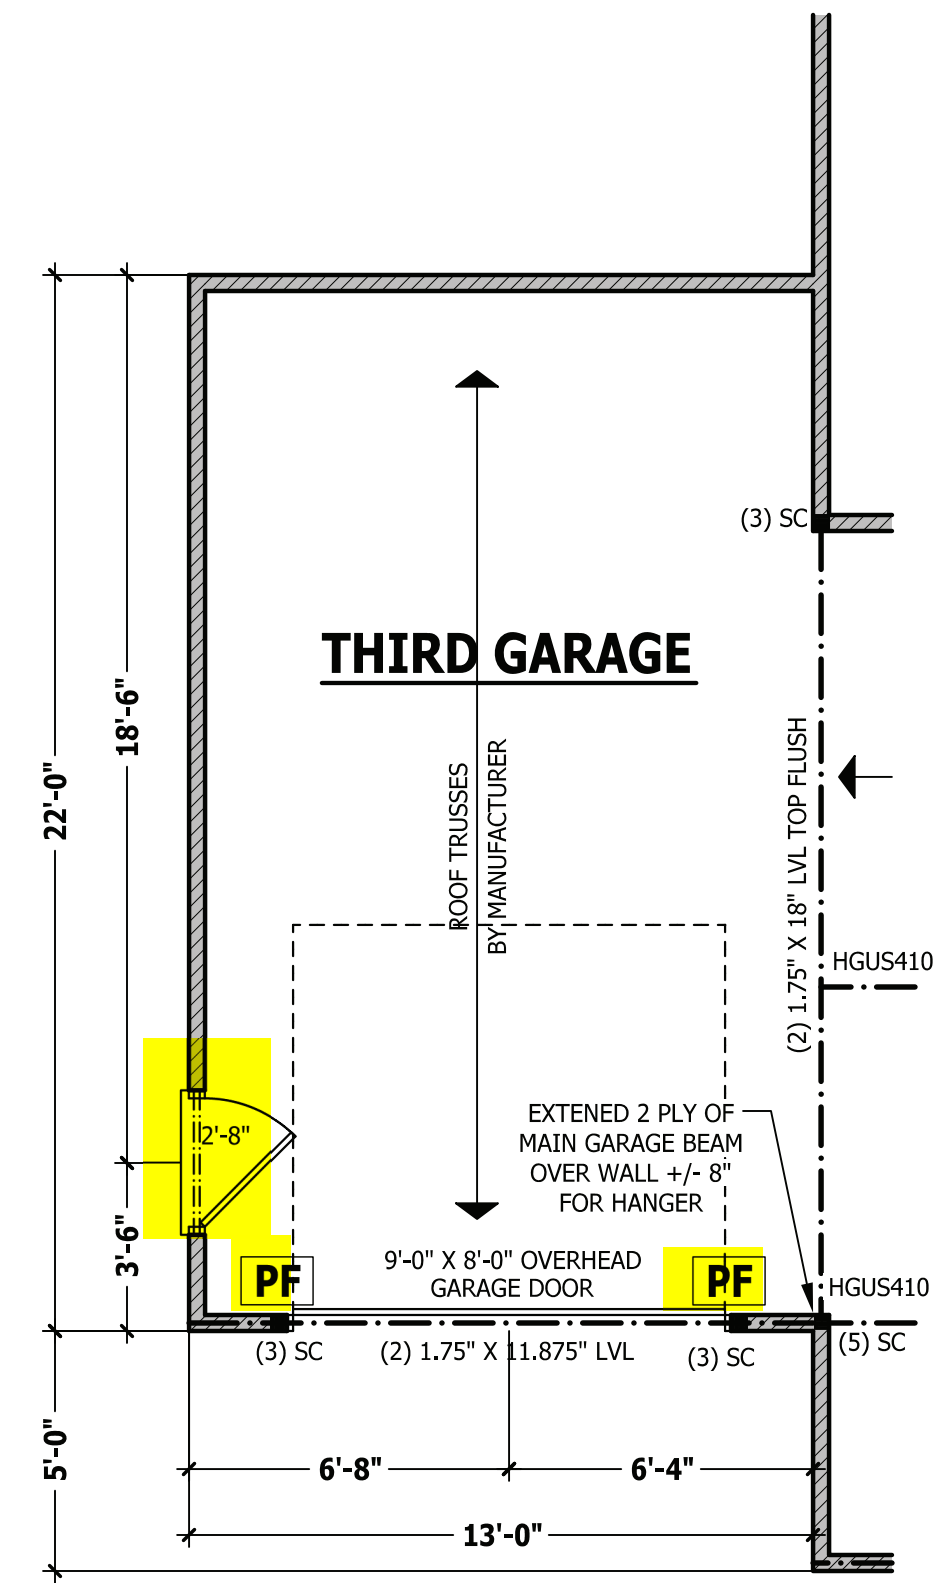 (3) SC
THIRD GARAGE
18'-6"
22'-0"
ROOF TRUSSES
BY MANUFACTURER
(2) 1.75" X 18" LVL TOP FLUSH
HGUS410
2'-8"
EXTENED 2 PLY OF
MAIN GARAGE BEAM
OVER WALL +/- 8"
FOR HANGER
3'-6"
PF
9'-0" X 8'-0" OVERHEAD
GARAGE DOOR
PF
HGUS410
(3) SC
(2) 1.75" X 11.875" LVL
(3) SC
(5) SC
5'-0"
6'-8"
6'-4"
13'-0"